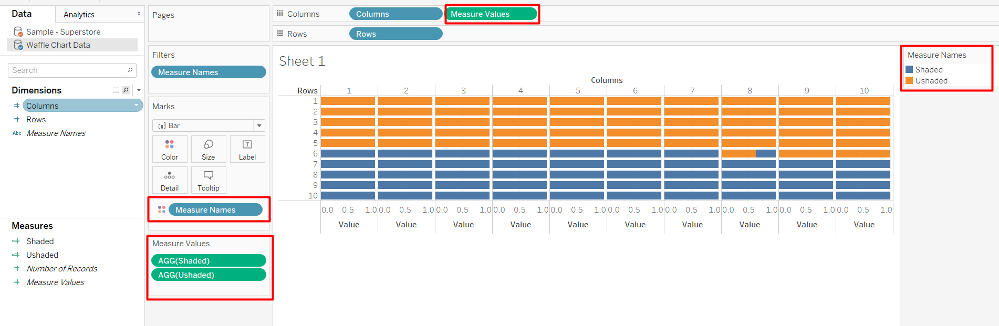 Data
Analytics
Sample - Superstore
Waffle Chart Data
Search
Dimensions
Columns
Rows
Abc Measure Names
Measures
Shaded
Ushaded
Number of Records
Measure Values
Pages
Filters
Measure Names
Marks
Bar
Color Size Label
Detail Tooltip
Measure Names
Measure Values
AGG(Shaded)
AGG(Ushaded)
Columns Columns Measure Values
Rows Rows
Sheet 1
Columns
Rows 1 2 3 4 5 6 7 8 9 10
1
2
3
4
5
6
7
8
9
10
0.0 0.5 1.0 0.0 0.5 1.0 0.0 0.5 1.0 0.0 0.5 1.0 0.0 0.5 1.0 0.0 0.5 1.0 0.0 0.5 1.0 0.0 0.5 1.0 0.0 0.5 1.0 0.0 0.5 1.0
Value Value Value Value Value Value Value Value Value Value
Measure Names
Shaded
Ushaded